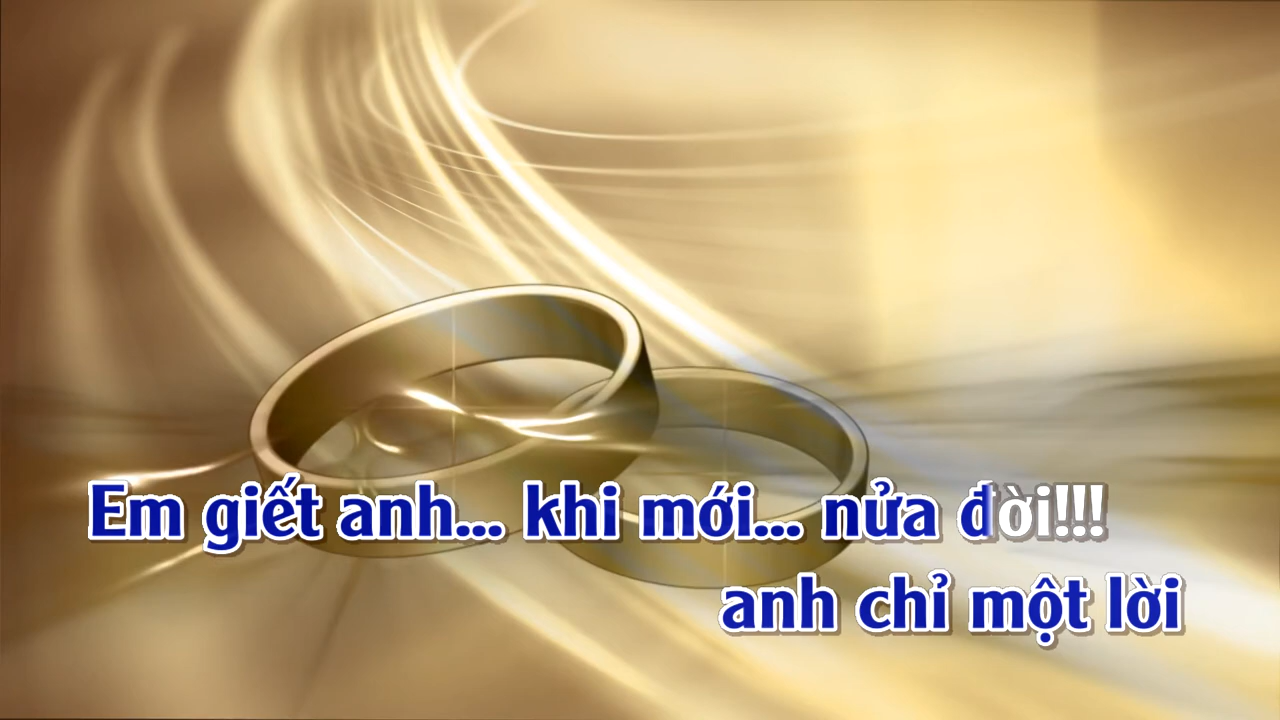 Em giết anh... khi mới... nửa đời!!!
anh chỉ một lời